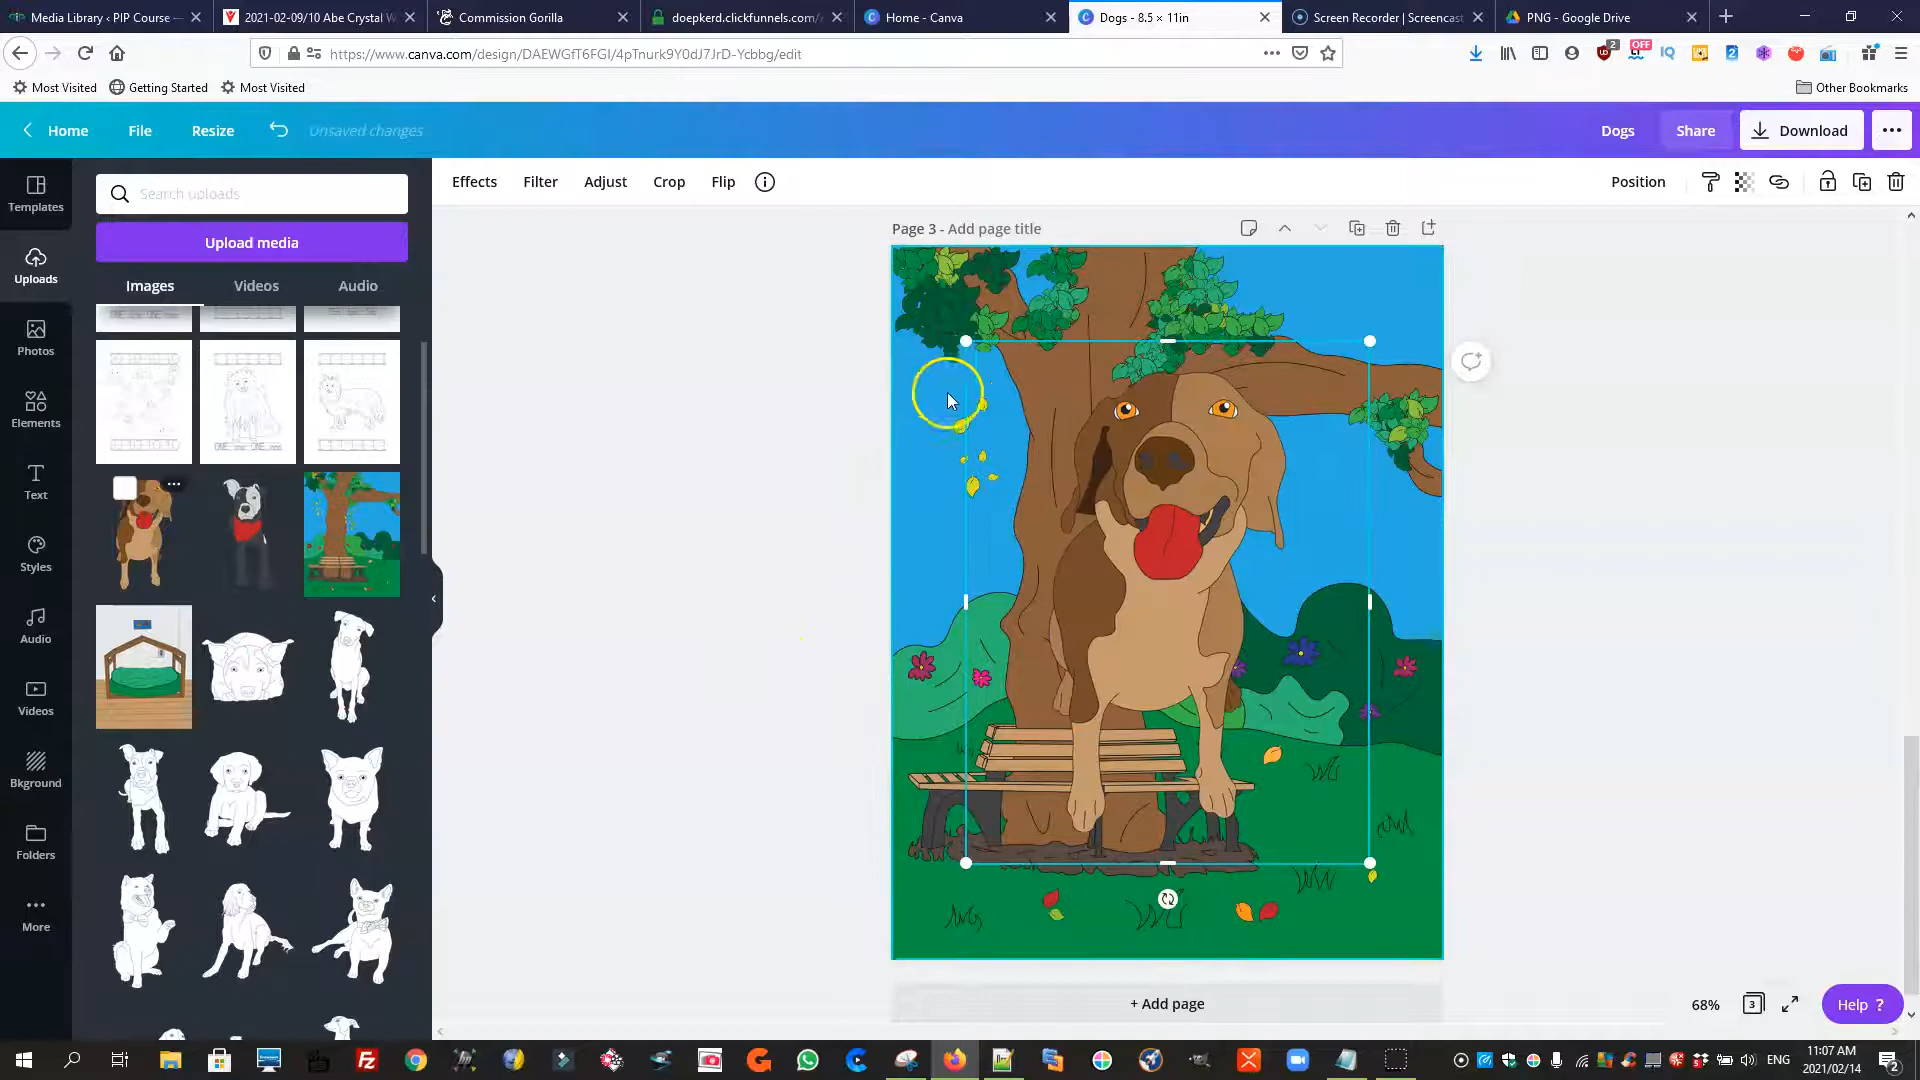 Media Library ‹ PIP Course —
2021-02-09/10 Abe Crystal W
Commission Gorilla
doepkerd.clickfunnels.com/
Home - Canva
Dogs - 8.5 × 11in
Screen Recorder | Screencast
PNG - Google Drive
https://www.canva.com/design/DAEWGfT6FGI/4pTnurk9Y0dJ7JrD-Ycbbg/edit
2
OFF
Most Visited
Getting Started
Most Visited
Other Bookmarks
Home
File
Resize
Unsaved changes
Dogs
Share
Download
Templates
Uploads
Photos
Elements
Text
Styles
Audio
Videos
Bkground
Folders
More
Search uploads
Upload media
Images
Videos
Audio
Effects
Filter
Adjust
Crop
Flip
Position
Page 3 - Add page title
+ Add page
68%
3
Help ?
ENG
11:07 AM
2021/02/14
2